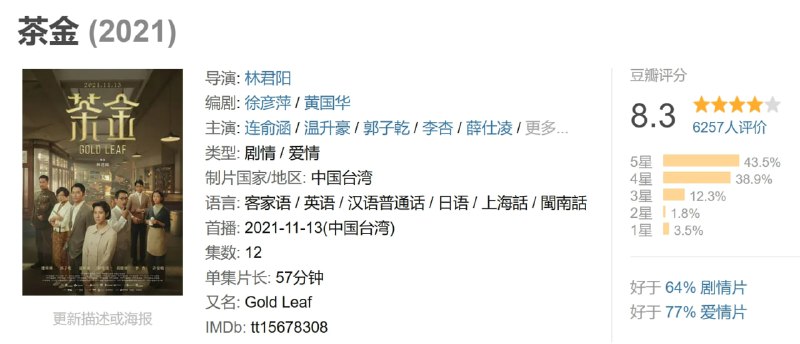 茶金 (2021)
2021.11.13
茶金
GOLD LEAF
更新描述或海报
导演: 林君阳
编剧: 徐彦萍 / 黄国华
主演: 连俞涵 / 温升豪 / 郭子乾 / 李杏 / 薛仕凌 / 更多...
类型: 剧情 / 爱情
制片国家/地区: 中国台湾
语言: 客家语 / 英语 / 汉语普通话 / 日语 / 上海話 / 閩南話
首播: 2021-11-13(中国台湾)
集数: 12
单集片长: 57分钟
又名: Gold Leaf
IMDb: tt15678308
豆瓣评分
8.3
6257人评价
5星 43.5%
4星 38.9%
3星 12.3%
2星 1.8%
1星 3.5%
好于 64% 剧情片
好于 77% 爱情片